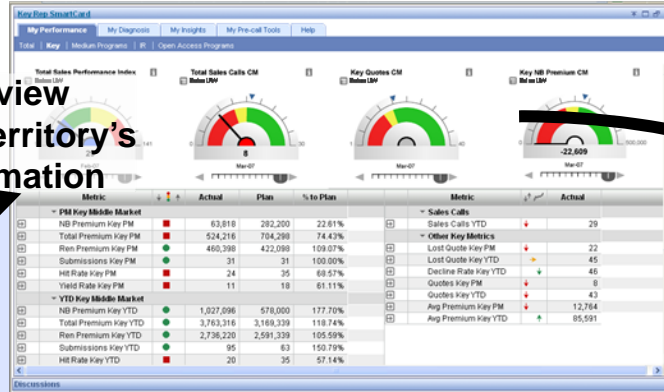 Key Rep SmartCard
My Performance My Diagnosis My Insights My Pre-call Tools Help
Total | Key | Medium Programs | IR | Open Access Programs
Total Sales Performance Index Total Sales Calls CM Key Quotes CM Key NB Premium CM
view
erritory's
mation
141 30 40 500,000
8 -22,609
Feb-07 Mar-07 Mar-07 Mar-07
Metric Actual Plan % to Plan Metric Actual
PM Key Middle Market Sales Calls
NB Premium Key PM 63,818 282,200 22.61% Sales Calls YTD 29
Total Premium Key PM 524,216 704,298 74.43% Other Key Metrics
Ren Premium Key PM 460,398 422,098 109.07% Lost Quote Key PM 22
Submissions Key PM 31 31 100.00% Lost Quote Key YTD 45
Hit Rate Key PM 24 35 68.57% Decline Rate Key YTD 46
Yield Rate Key PM 11 18 61.11% Quotes Key PM 8
YTD Key Middle Market Quotes Key YTD 43
NB Premium Key YTD 1,027,096 578,000 177.70% Avg Premium Key PM 12,764
Total Premium Key YTD 3,763,316 3,169,339 118.74% Avg Premium Key YTD 85,591
Ren Premium Key YTD 2,736,220 2,591,339 105.59%
Submissions Key YTD 95 63 150.79%
Hit Rate Key YTD 20 35 57.14%
Discussions